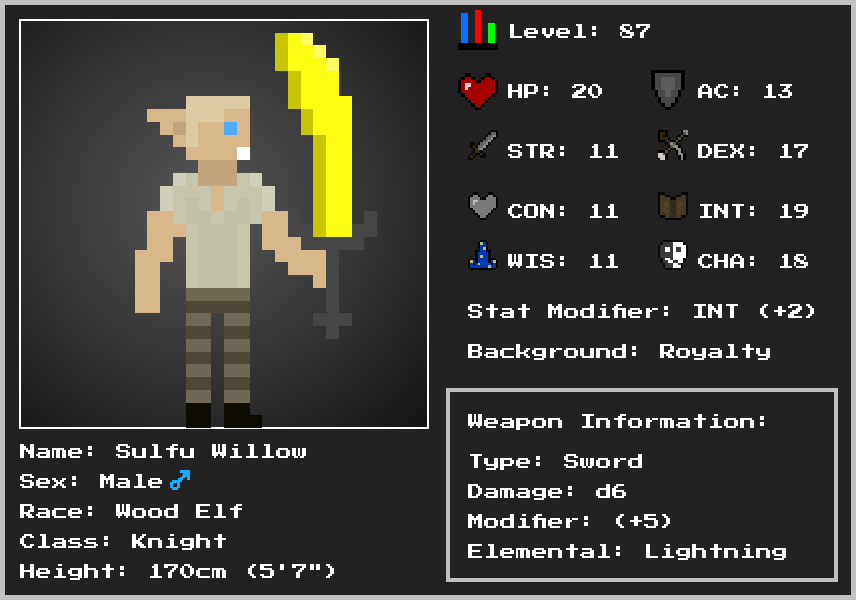 Level: 87
HP: 20
AC: 13
STR: 11
DEX: 17
CON: 11
INT: 19
WIS: 11
CHA: 18
Stat Modifier: INT (+2)
Background: Royalty
Weapon Information:
Type: Sword
Damage: d6
Modifier: (+5)
Elemental: Lightning
Name: Sulfu Willow
Sex: Male♂
Race: Wood Elf
Class: Knight
Height: 170cm (5'7")